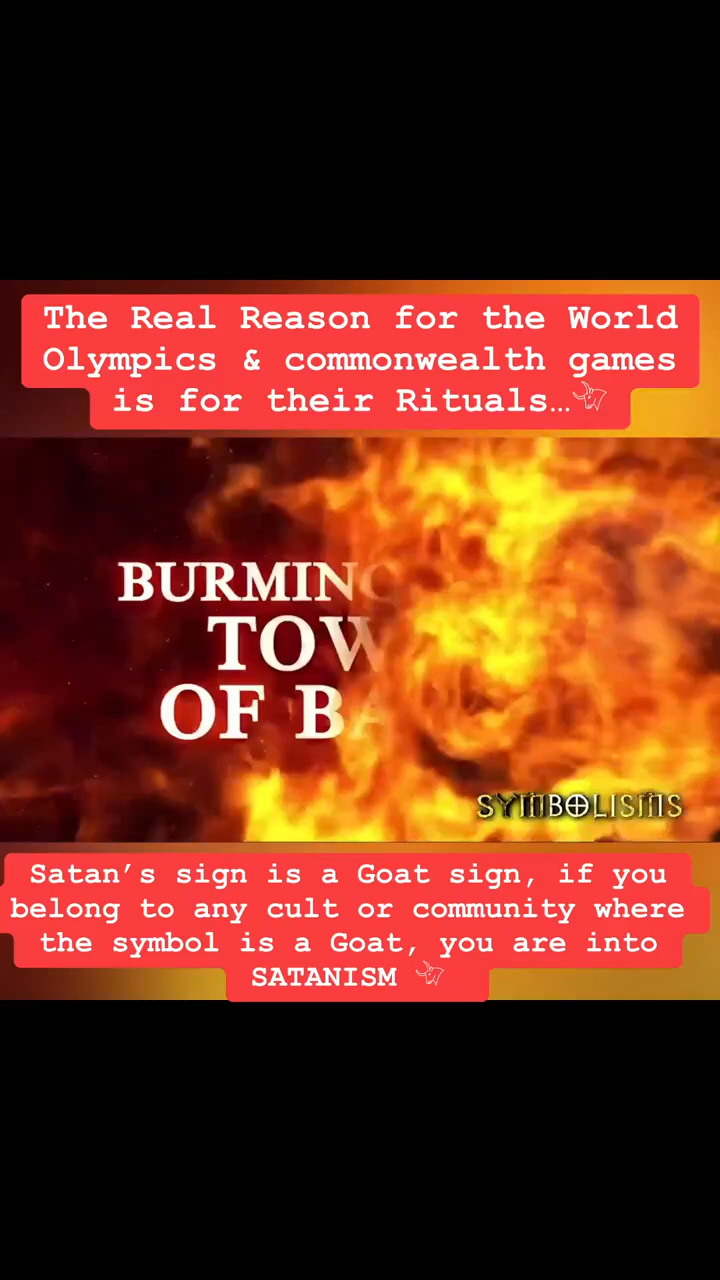 The Real Reason for the World
Olympics & commonwealth games
is for their Rituals…
BURMING
TOW
OF BA
SYMBOLISMS
Satan’s sign is a Goat sign, if you
belong to any cult or community where
the symbol is a Goat, you are into
SATANISM